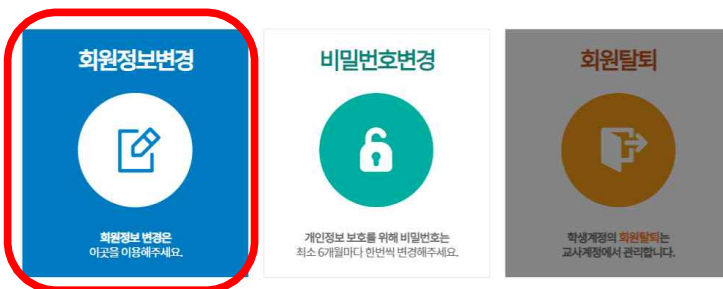 회원정보변경
회원정보 변경은
이곳을 이용해주세요.
비밀번호변경
개인정보 보호를 위해 비밀번호는
최소 6개월마다 한번씩 변경해주세요.
회원탈퇴
학생계정의 회원탈퇴는
교사계정에서 관리합니다.